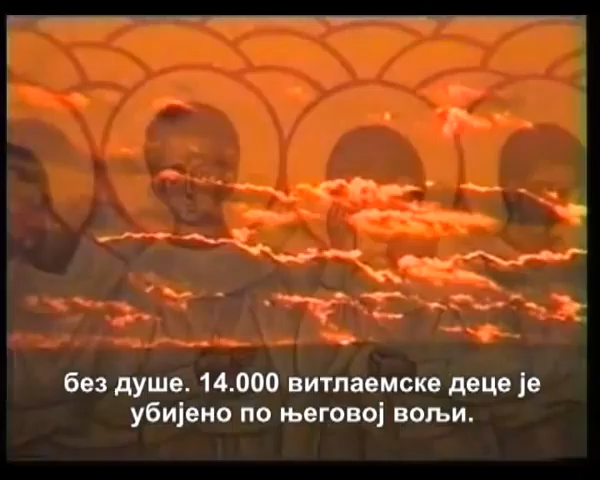 без душе. 14.000 витлаемске деце је
убијено по његовој вољи.